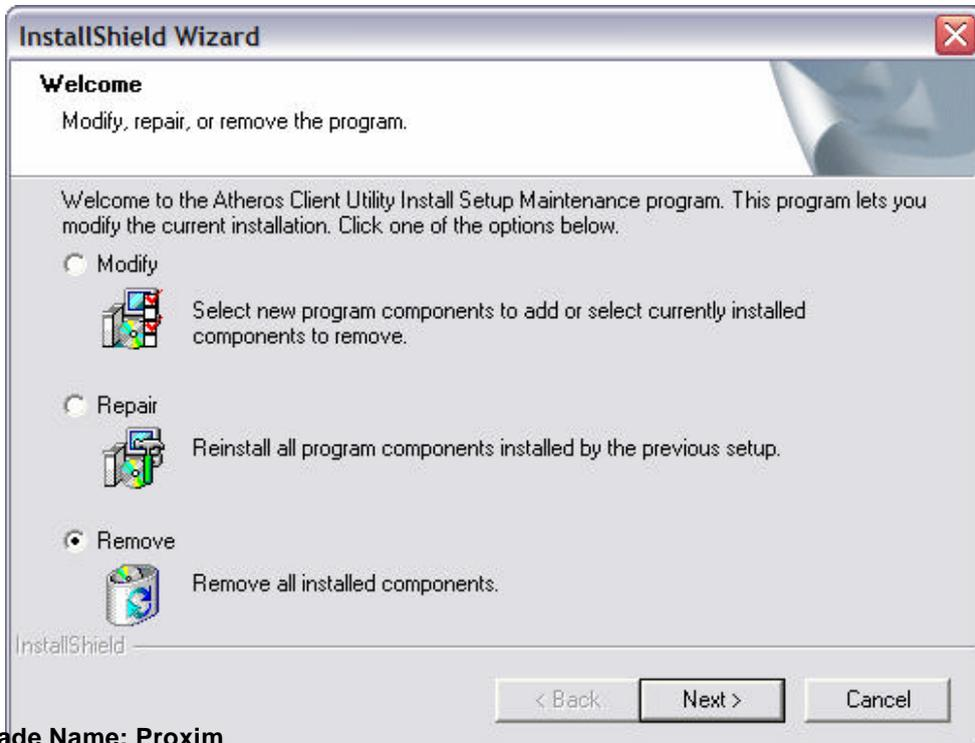 InstallShield Wizard
Welcome
Modify, repair, or remove the program.
Welcome to the Atheros Client Utility Install Setup Maintenance program. This program lets you
modify the current installation. Click one of the options below.
Modify
Select new program components to add or select currently installed
components to remove.
Repair
Reinstall all program components installed by the previous setup.
Remove
Remove all installed components.
InstallShield
< Back
Next >
Cancel
Name: Proxim